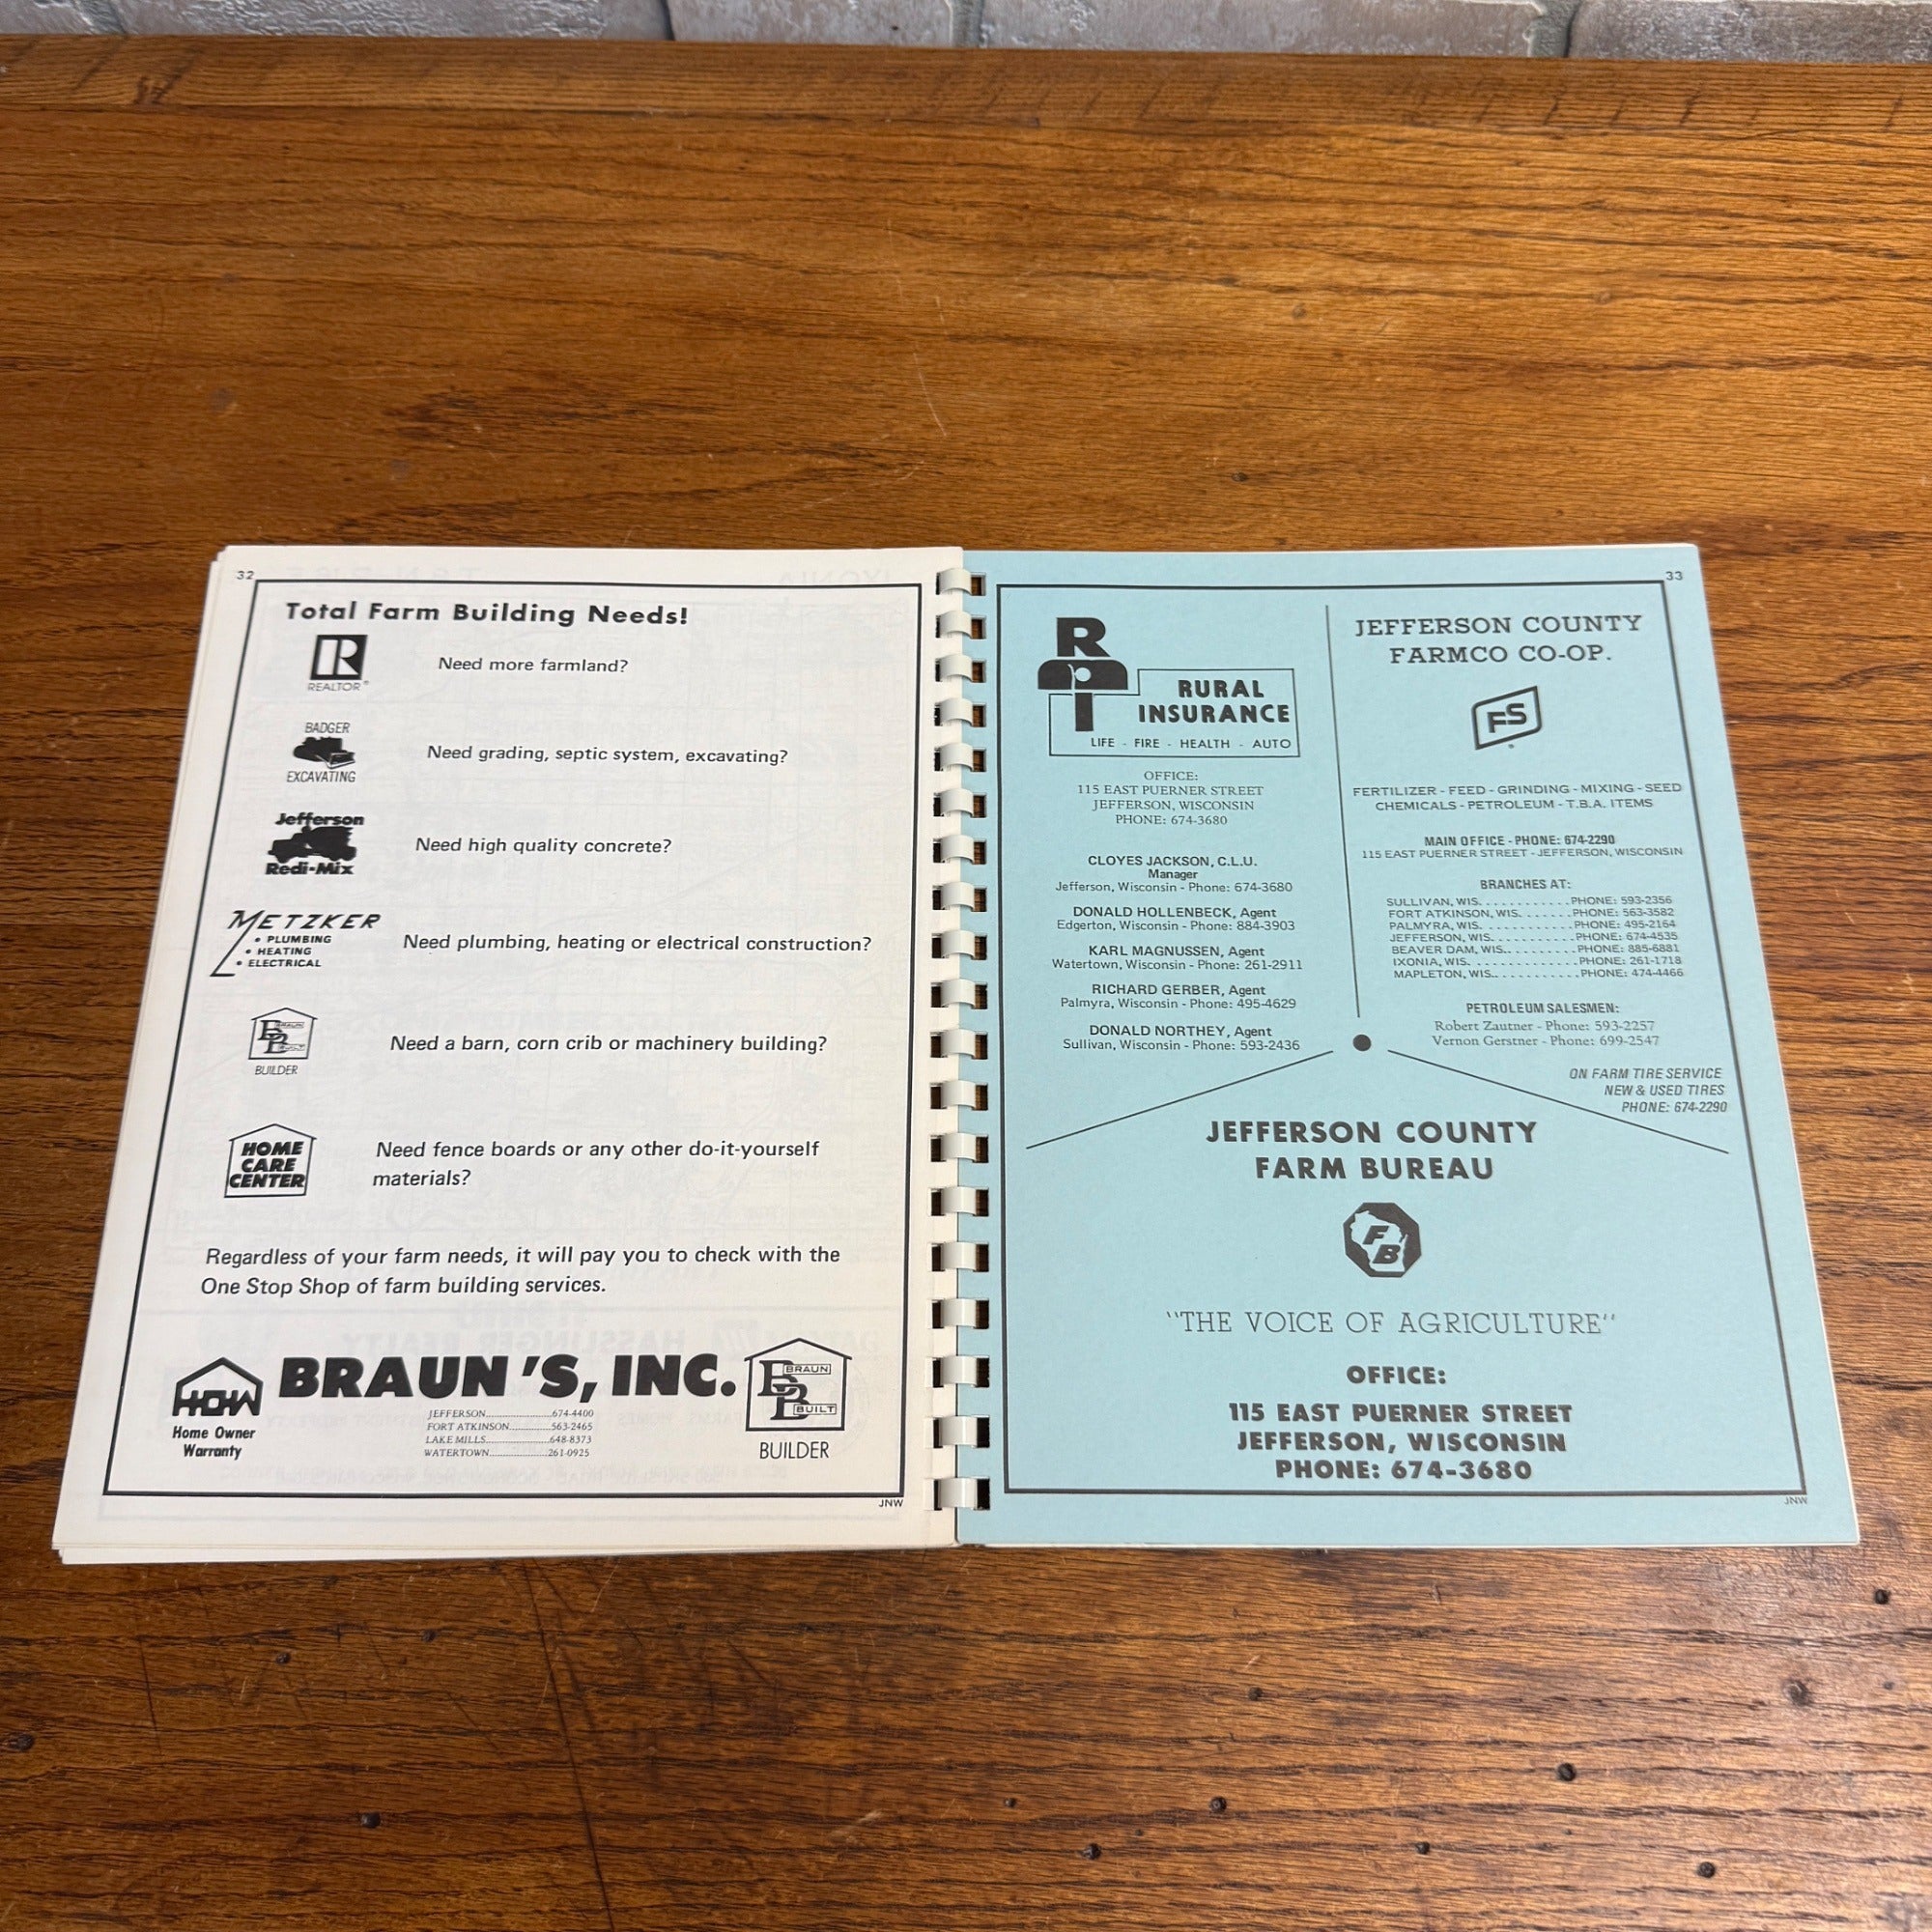 32
Total Farm Building Needs!
R
REALTOR®
Need more farmland?
BADGER
EXCAVATING
Need grading, septic system, excavating?
Jefferson
Redi-Mix
Need high quality concrete?
METZKER
• PLUMBING
• HEATING
• ELECTRICAL
Need plumbing, heating or electrical construction?
BRAUN
BUILT
BUILDER
Need a barn, corn crib or machinery building?
HOME
CARE
CENTER
Need fence boards or any other do-it-yourself
materials?
Regardless of your farm needs, it will pay you to check with the
One Stop Shop of farm building services.
HOW
Home Owner
Warranty
BRAUN'S, INC.
JEFFERSON......................674-4400
FORT ATKINSON..............563-2465
LAKE MILLS.....................648-8373
WATERTOWN...................261-0925
BB
BRAUN
BUILT
BUILDER
JNW
33
R
I
RURAL
INSURANCE
LIFE - FIRE - HEALTH - AUTO
OFFICE:
115 EAST PUERNER STREET
JEFFERSON, WISCONSIN
PHONE: 674-3680
CLOYES JACKSON, C.L.U.
Manager
Jefferson, Wisconsin - Phone: 674-3680
DONALD HOLLENBECK, Agent
Edgerton, Wisconsin - Phone: 884-3903
KARL MAGNUSSEN, Agent
Watertown, Wisconsin - Phone: 261-2911
RICHARD GERBER, Agent
Palmyra, Wisconsin - Phone: 495-4629
DONALD NORTHEY, Agent
Sullivan, Wisconsin - Phone: 593-2436
JEFFERSON COUNTY
FARMCO CO-OP.
FS
FERTILIZER - FEED - GRINDING - MIXING - SEED
CHEMICALS - PETROLEUM - T.B.A. ITEMS
MAIN OFFICE - PHONE: 674-2290
115 EAST PUERNER STREET - JEFFERSON, WISCONSIN
BRANCHES AT:
SULLIVAN, WIS. . . . . . . . . . . . PHONE: 593-2356
FORT ATKINSON, WIS. . . . . . . PHONE: 563-3582
PALMYRA, WIS. . . . . . . . . . . . PHONE: 495-2164
JEFFERSON, WIS. . . . . . . . . . . PHONE: 674-4535
BEAVER DAM, WIS. . . . . . . . . . PHONE: 885-6881
IXONIA, WIS. . . . . . . . . . . . . . PHONE: 261-1718
MAPLETON, WIS. . . . . . . . . . . PHONE: 474-4466
PETROLEUM SALESMEN:
Robert Zautner - Phone: 593-2257
Vernon Gerstner - Phone: 699-2547
ON FARM TIRE SERVICE
NEW & USED TIRES
PHONE: 674-2290
JEFFERSON COUNTY
FARM BUREAU
FB
"THE VOICE OF AGRICULTURE"
OFFICE:
115 EAST PUERNER STREET
JEFFERSON, WISCONSIN
PHONE: 674-3680
JNW